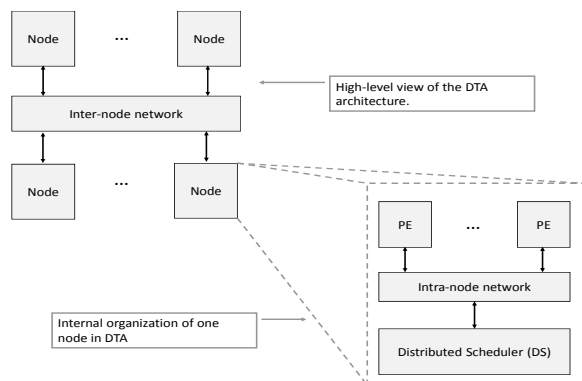 Node ... Node
Inter-node network
High-level view of the DTA
architecture.
Node ... Node
PE ... PE
Intra-node network
Internal organization of one
node in DTA
Distributed Scheduler (DS)